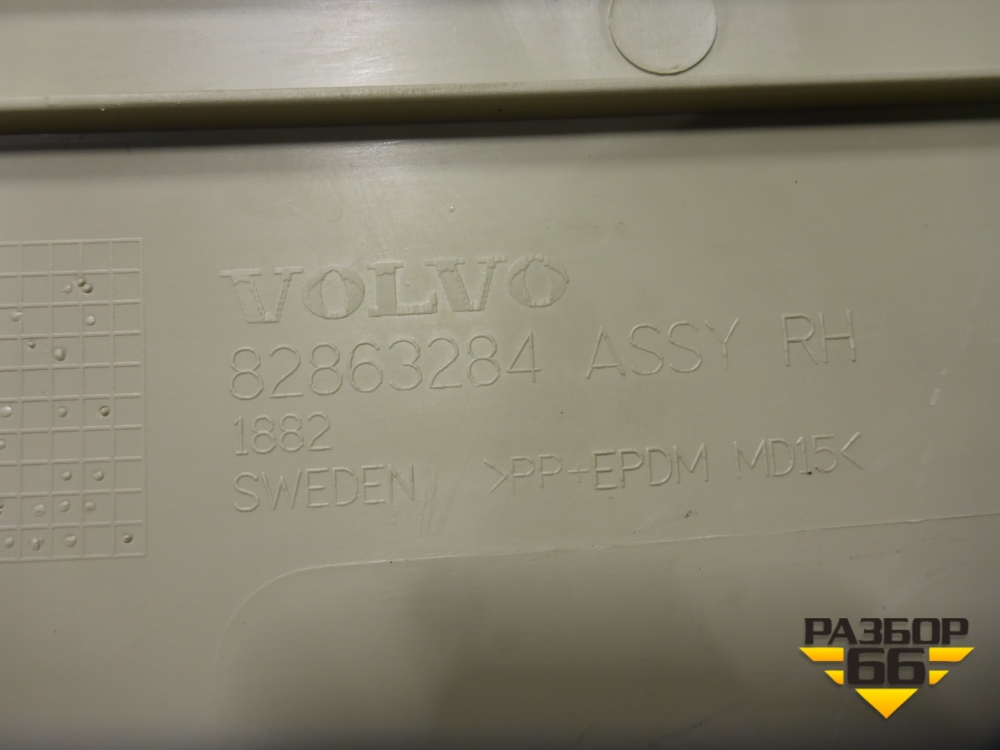 VOLVO
82863284 ASSY RH
1882
SWEDEN >PP+EPDM MD15<
РАЗБОР
66